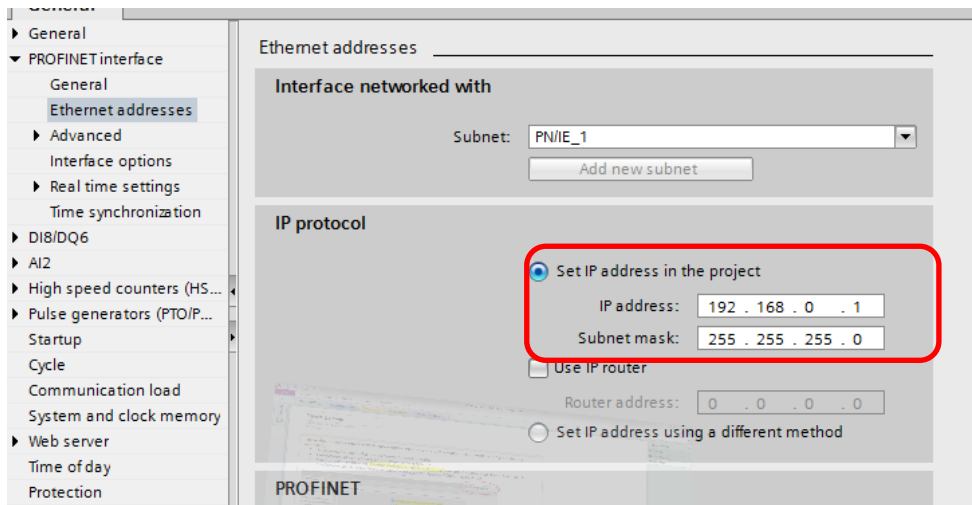 General
General
PROFINET interface
General
Ethernet addresses
Advanced
Interface options
Real time settings
Time synchronization
DI8/DQ6
AI2
High speed counters (HS...
Pulse generators (PTO/P...
Startup
Cycle
Communication load
System and clock memory
Web server
Time of day
Protection
Ethernet addresses
Interface networked with
Subnet: PN/IE_1
Add new subnet
IP protocol
Set IP address in the project
IP address: 192 . 168 . 0 . 1
Subnet mask: 255 . 255 . 255 . 0
Use IP router
Router address: 0 . 0 . 0 . 0
Set IP address using a different method
PROFINET